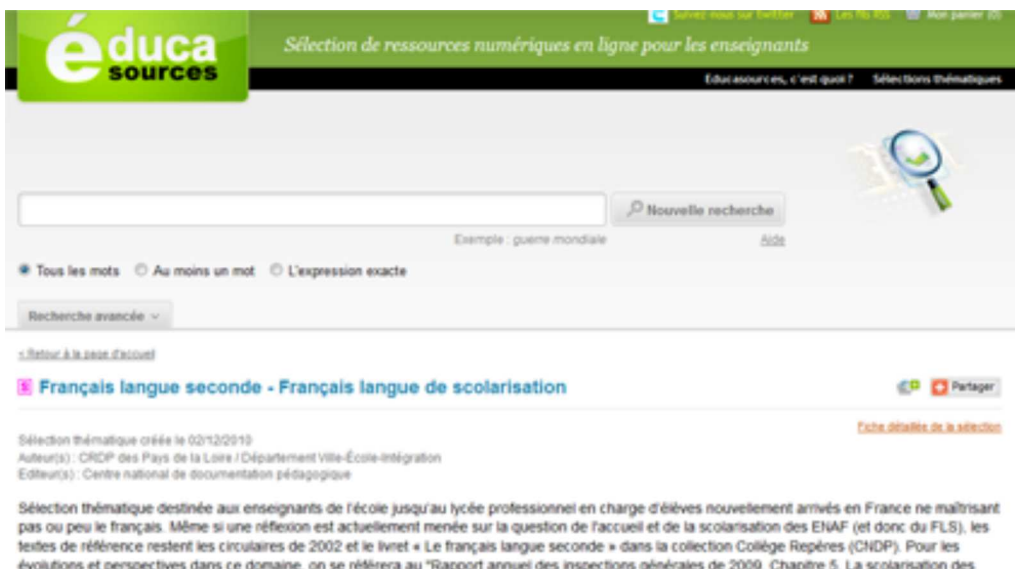 Suivez-nous sur twitter Les fils RSS Mon panier (0)
éduca
sources
Sélection de ressources numériques en ligne pour les enseignants
Educasources, c'est quoi ? Sélections thématiques
Nouvelle recherche
Exemple : guerre mondiale Aide
Tous les mots Au moins un mot L'expression exacte
Recherche avancée
< Retour à la page d'accueil
S Français langue seconde - Français langue de scolarisation
Partager
Fiche détaillée de la sélection
Sélection thématique créée le 02/12/2010
Auteur(s) : CRDP des Pays de la Loire / Département Ville-École-Intégration
Editeur(s) : Centre national de documentation pédagogique
Sélection thématique destinée aux enseignants de l'école jusqu'au lycée professionnel en charge d'élèves nouvellement arrivés en France ne maîtrisant
pas ou peu le français. Même si une réflexion est actuellement menée sur la question de l'accueil et de la scolarisation des ENAF (et donc du FLS), les
textes de référence restent les circulaires de 2002 et le livret « Le français langue seconde » dans la collection Collège Repères (CNDP). Pour les
évolutions et perspectives dans ce domaine, on se référera au "Rapport annuel des inspections générales de 2009. Chapitre 5. La scolarisation des